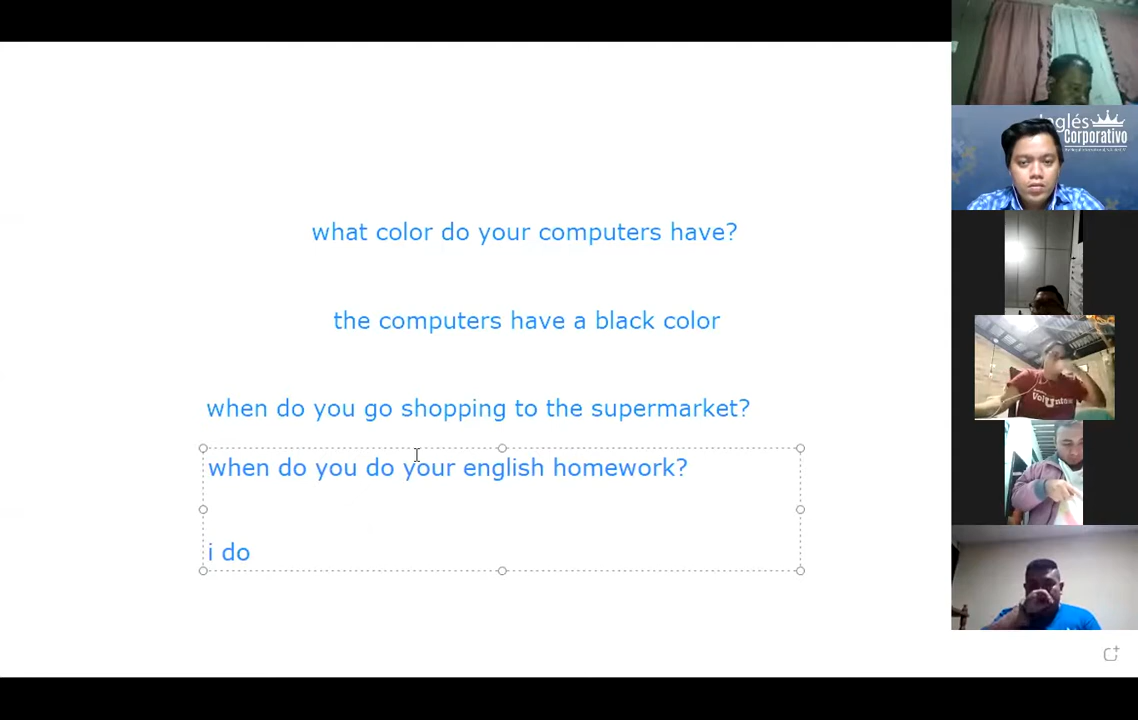 what color do your computers have?
the computers have a black color
when do you go shopping to the supermarket?
when do you do your english homework?
i do
Inglés
Corporativo